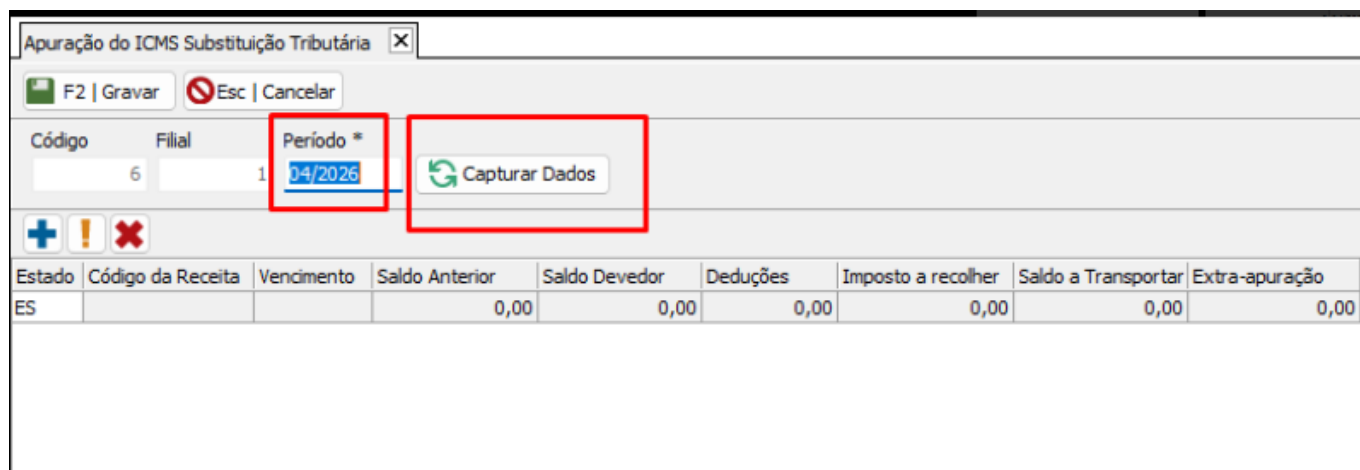 Apuração do ICMS Substituição Tributária
F2 | Gravar Esc | Cancelar
Código Filial Período *
6 1 04/2026 Capturar Dados
Estado Código da Receita Vencimento Saldo Anterior Saldo Devedor Deduções Imposto a recolher Saldo a Transportar Extra-apuração
ES 0,00 0,00 0,00 0,00 0,00 0,00